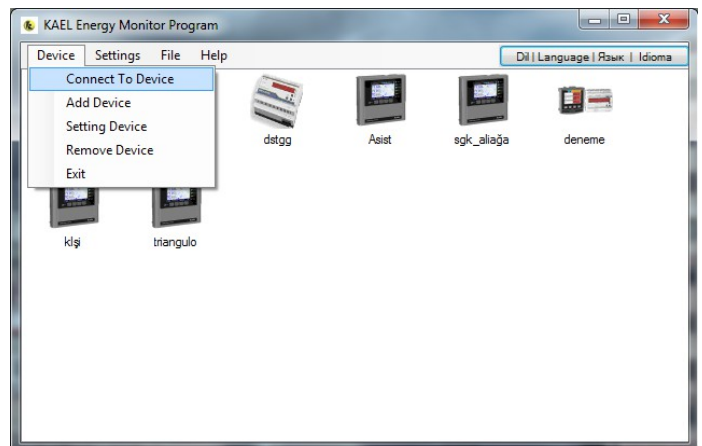 KAEL Energy Monitor Program
Device Settings File Help
Dil | Language | Язык | Idioma
Connect To Device
Add Device
Setting Device
Remove Device
Exit
dstgg Asist sgk_aliağa deneme
klşi triangulo